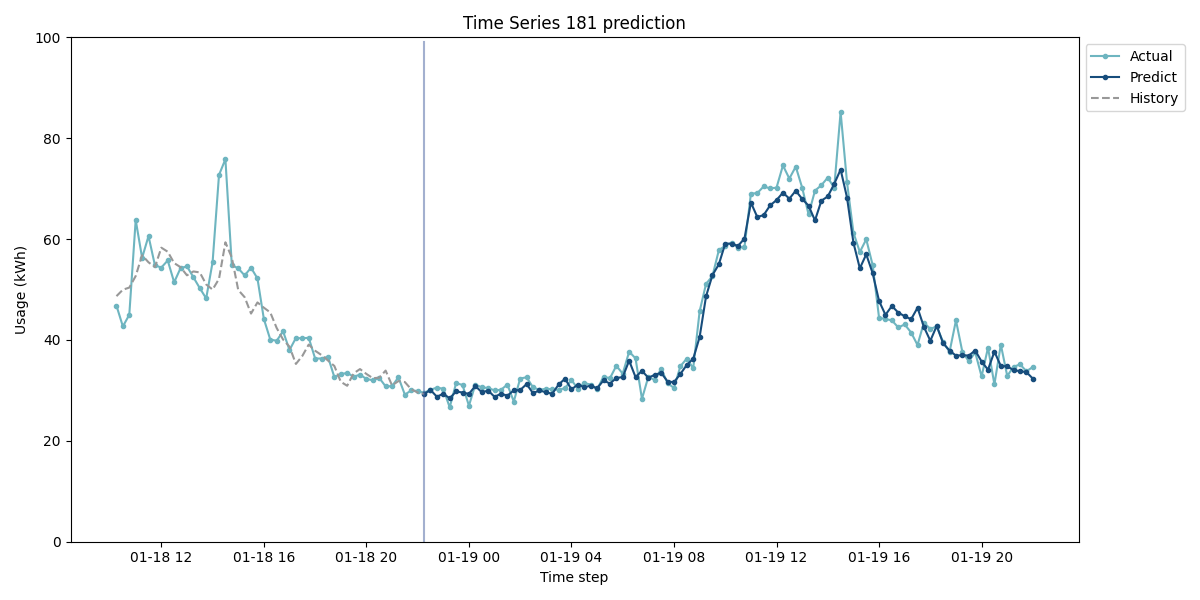 Time Series 181 prediction
100
80
60
40
20
0
Usage (kWh)
01-18 12
01-18 16
01-18 20
01-19 00
01-19 04
01-19 08
01-19 12
01-19 16
01-19 20
Time step
Actual
Predict
History